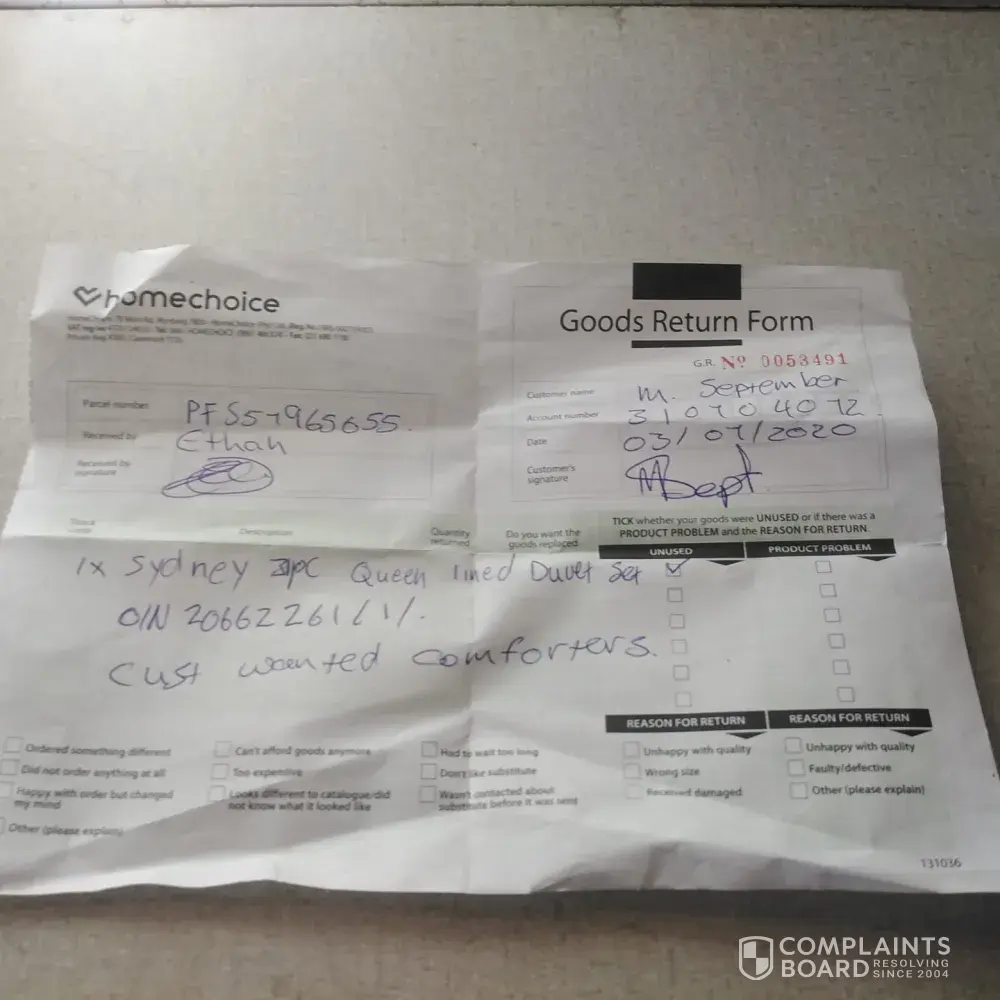 homechoice
Goods Return Form
G.R. Nº 0053491
Parcel number PFS57965655.
Received by Ethan
Received by signature
Customer name M. September
Account number 310704072
Date 03/07/2020
Customer's signature MSept
Description
Quantity returned
Do you want the goods replaced
TICK whether your goods were UNUSED or if there was a
PRODUCT PROBLEM and the REASON FOR RETURN.
UNUSED
PRODUCT PROBLEM
1x Sydney 3pc Queen lined Duvet Set
O/N 20662261/1/.
Cust wanted comforters.
REASON FOR RETURN
REASON FOR RETURN
Ordered something different
Did not order anything at all
Happy with order but changed
my mind
Other (please explain)
Can't afford goods anymore
Too expensive
Looks different to catalogue/did
not know what it looked like
Had to wait too long
Don't like substitute
Wasn't contacted about
substitute before it was sent
Unhappy with quality
Wrong size
Received damaged
Unhappy with quality
Faulty/defective
Other (please explain)
131036
COMPLAINTS
BOARD RESOLVING
SINCE 2004